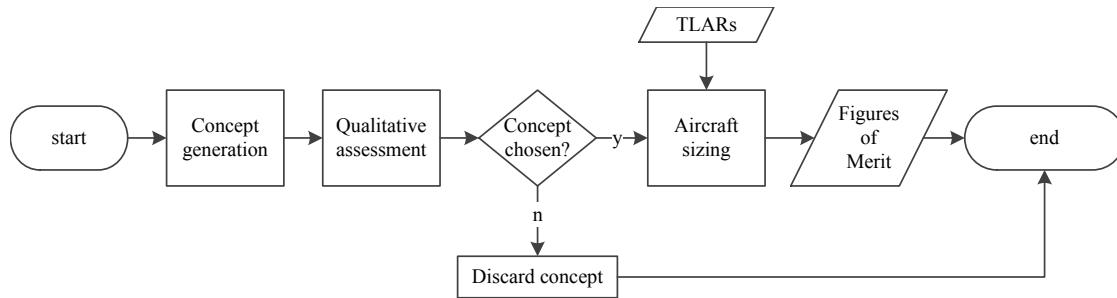 TLARs
start
Concept
generation
Qualitative
assessment
Concept
chosen?
y
Aircraft
sizing
Figures
of
Merit
end
n
Discard concept